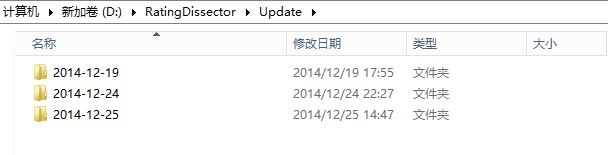 计算机 新加卷 (D:) RatingDissector Update
名称 修改日期 类型 大小
2014-12-19 2014/12/19 17:55 文件夹
2014-12-24 2014/12/24 22:27 文件夹
2014-12-25 2014/12/25 14:47 文件夹